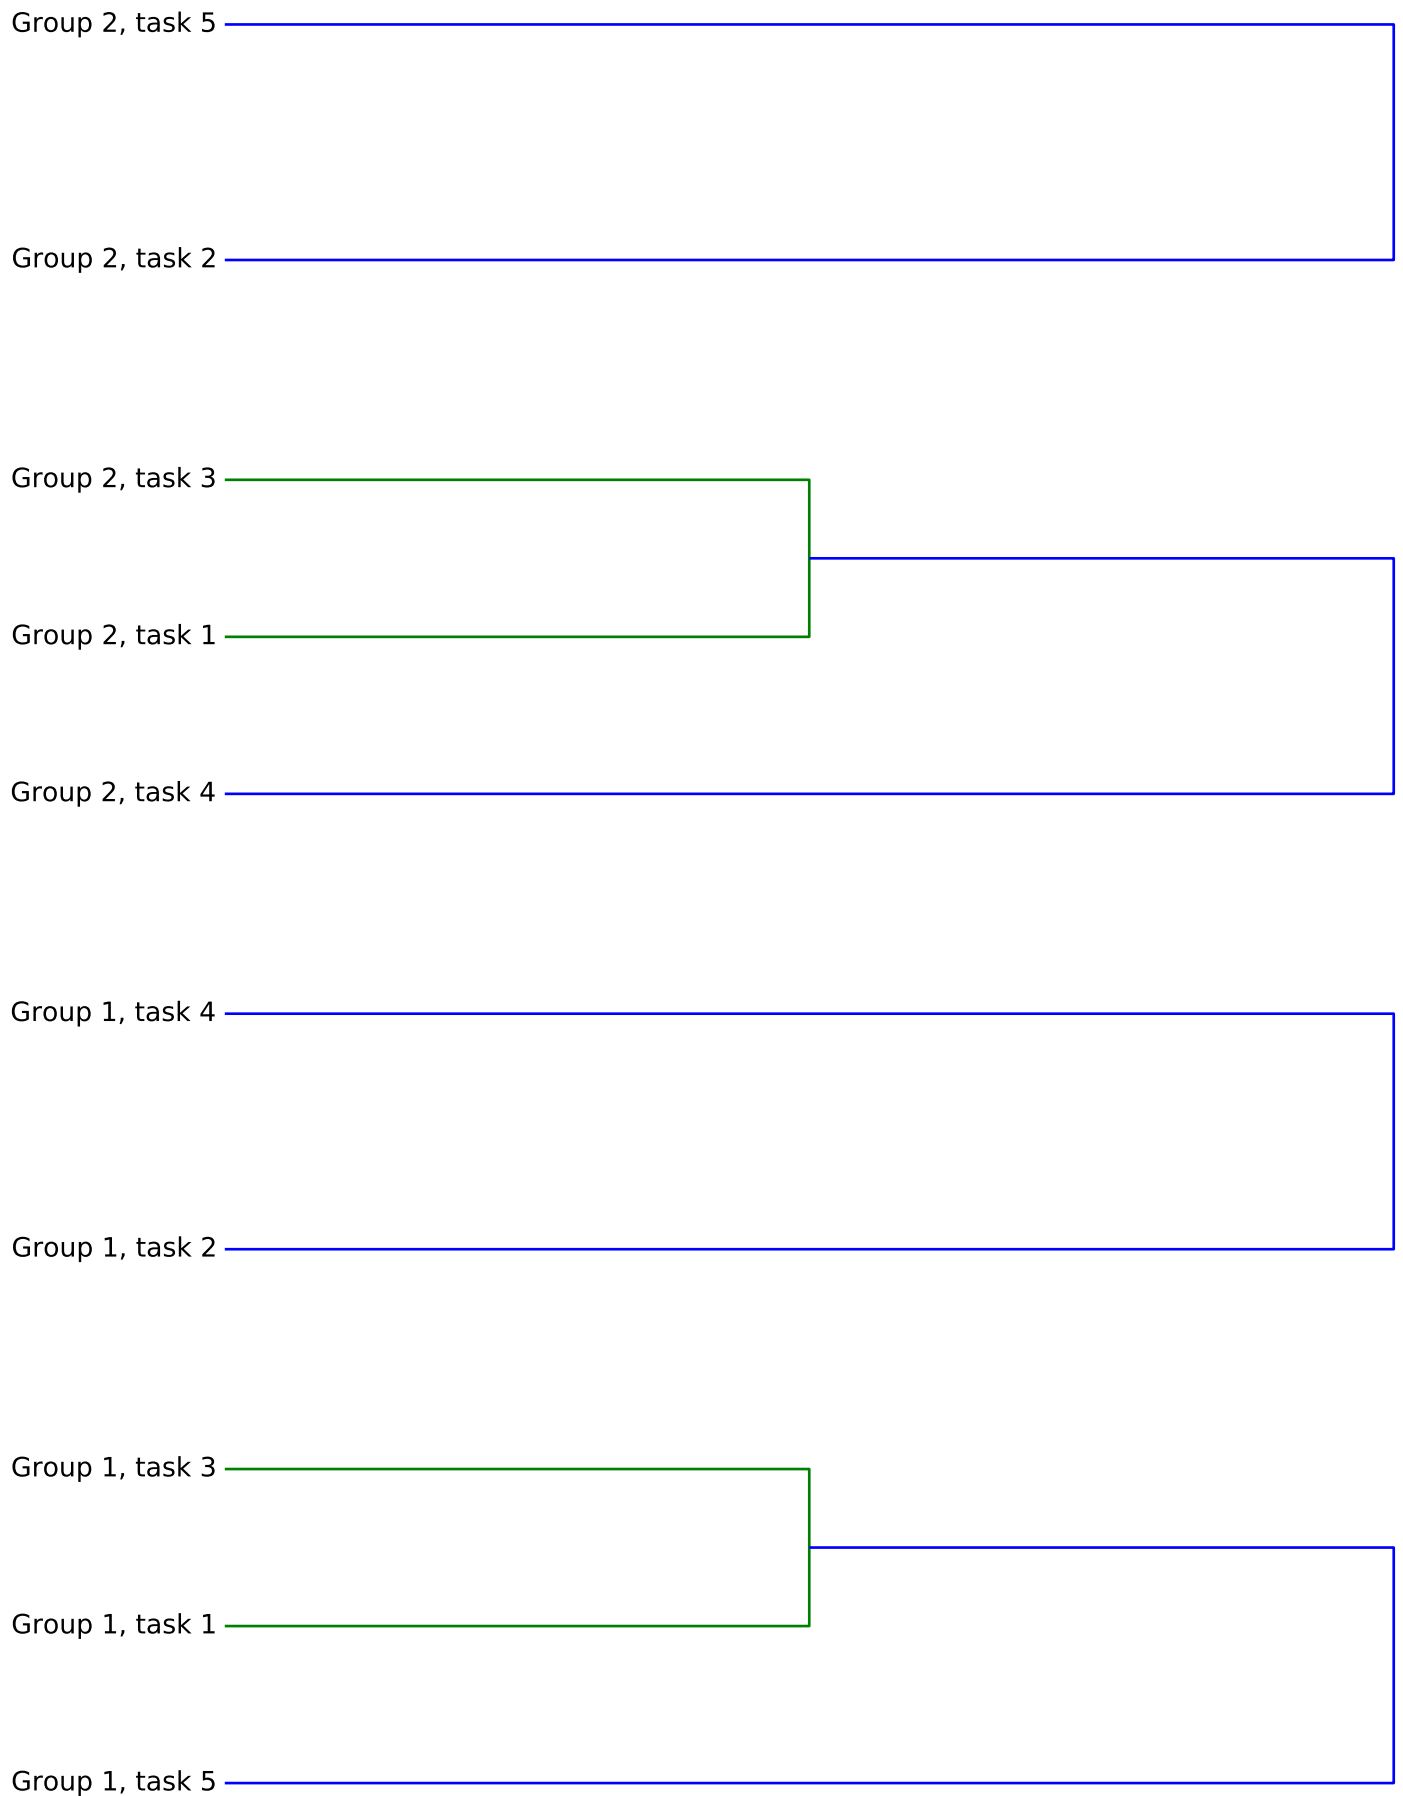 Group 2, task 5
Group 2, task 2
Group 2, task 3
Group 2, task 1
Group 2, task 4
Group 1, task 4
Group 1, task 2
Group 1, task 3
Group 1, task 1
Group 1, task 5